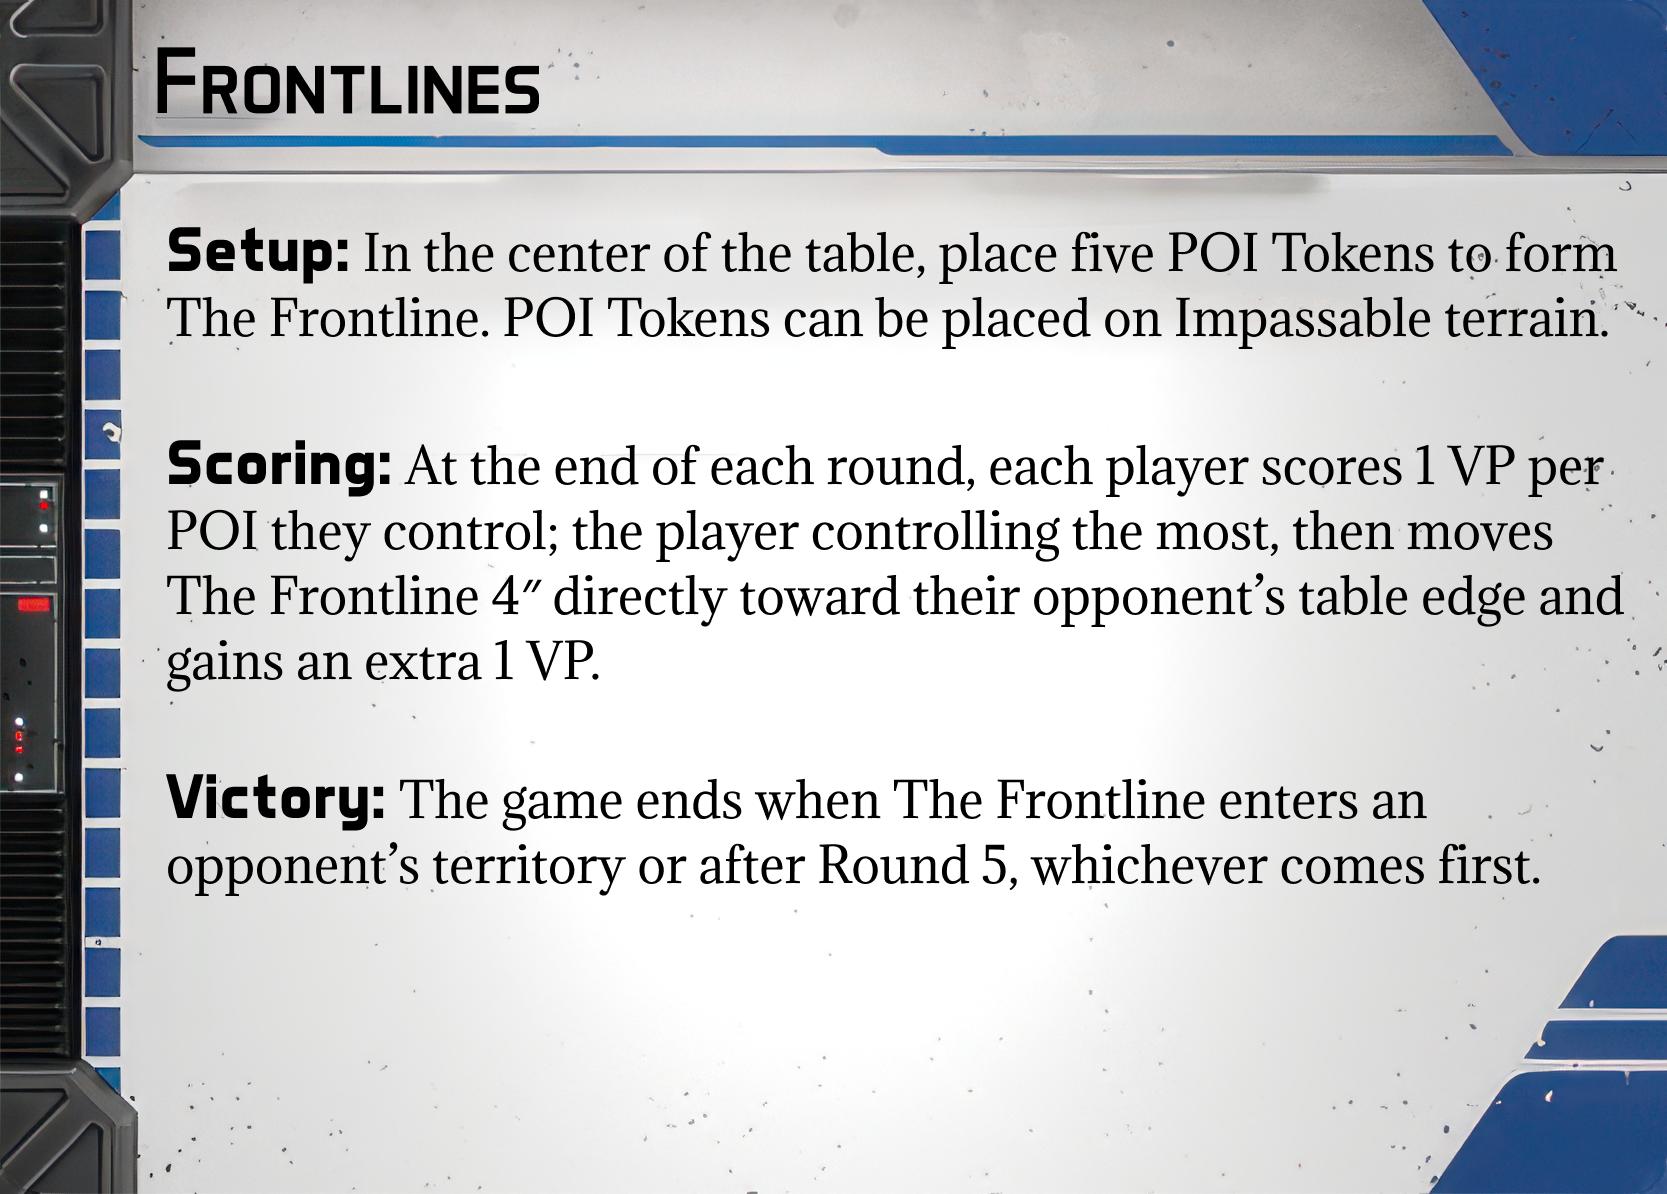 FRONTLINES
Setup: In the center of the table, place five POI Tokens to form
The Frontline. POI Tokens can be placed on Impassable terrain.
Scoring: At the end of each round, each player scores 1 VP per
POI they control; the player controlling the most, then moves
The Frontline 4″ directly toward their opponent’s table edge and
gains an extra 1 VP.
Victory: The game ends when The Frontline enters an
opponent’s territory or after Round 5, whichever comes first.